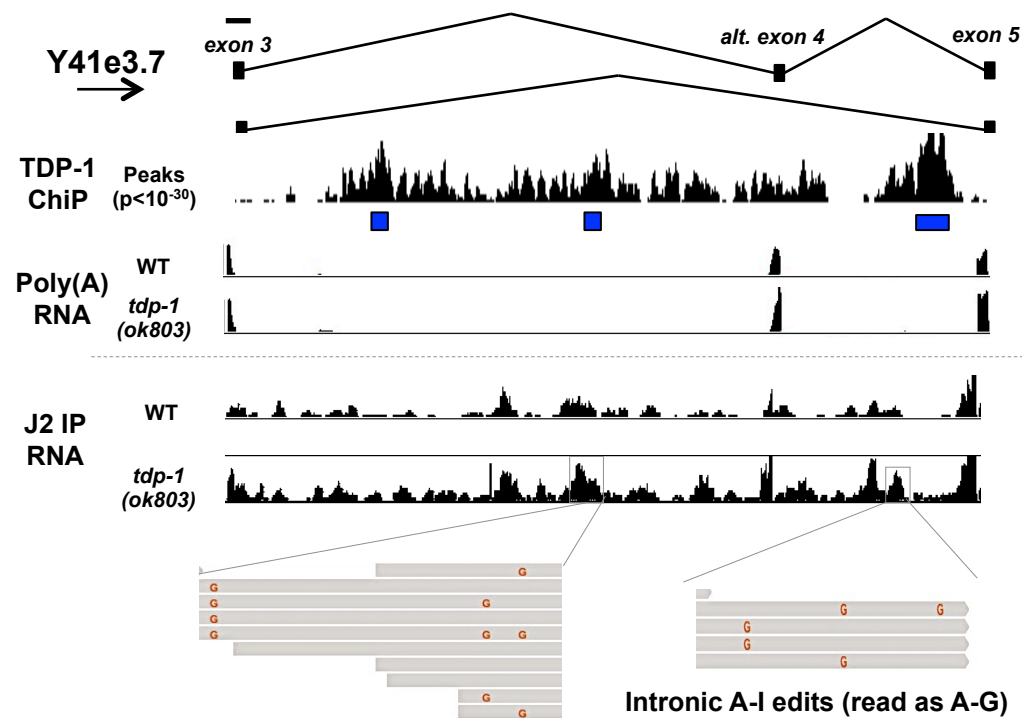 exon 3
alt. exon 4
exon 5
Y41e3.7
TDP-1
ChiP
Peaks
(p<10-30)
Poly(A)
RNA
WT
tdp-1
(ok803)
J2 IP
RNA
WT
tdp-1
(ok803)
G
G
G G
G
G G G
G
G
G G
G
G
G
Intronic A-I edits (read as A-G)